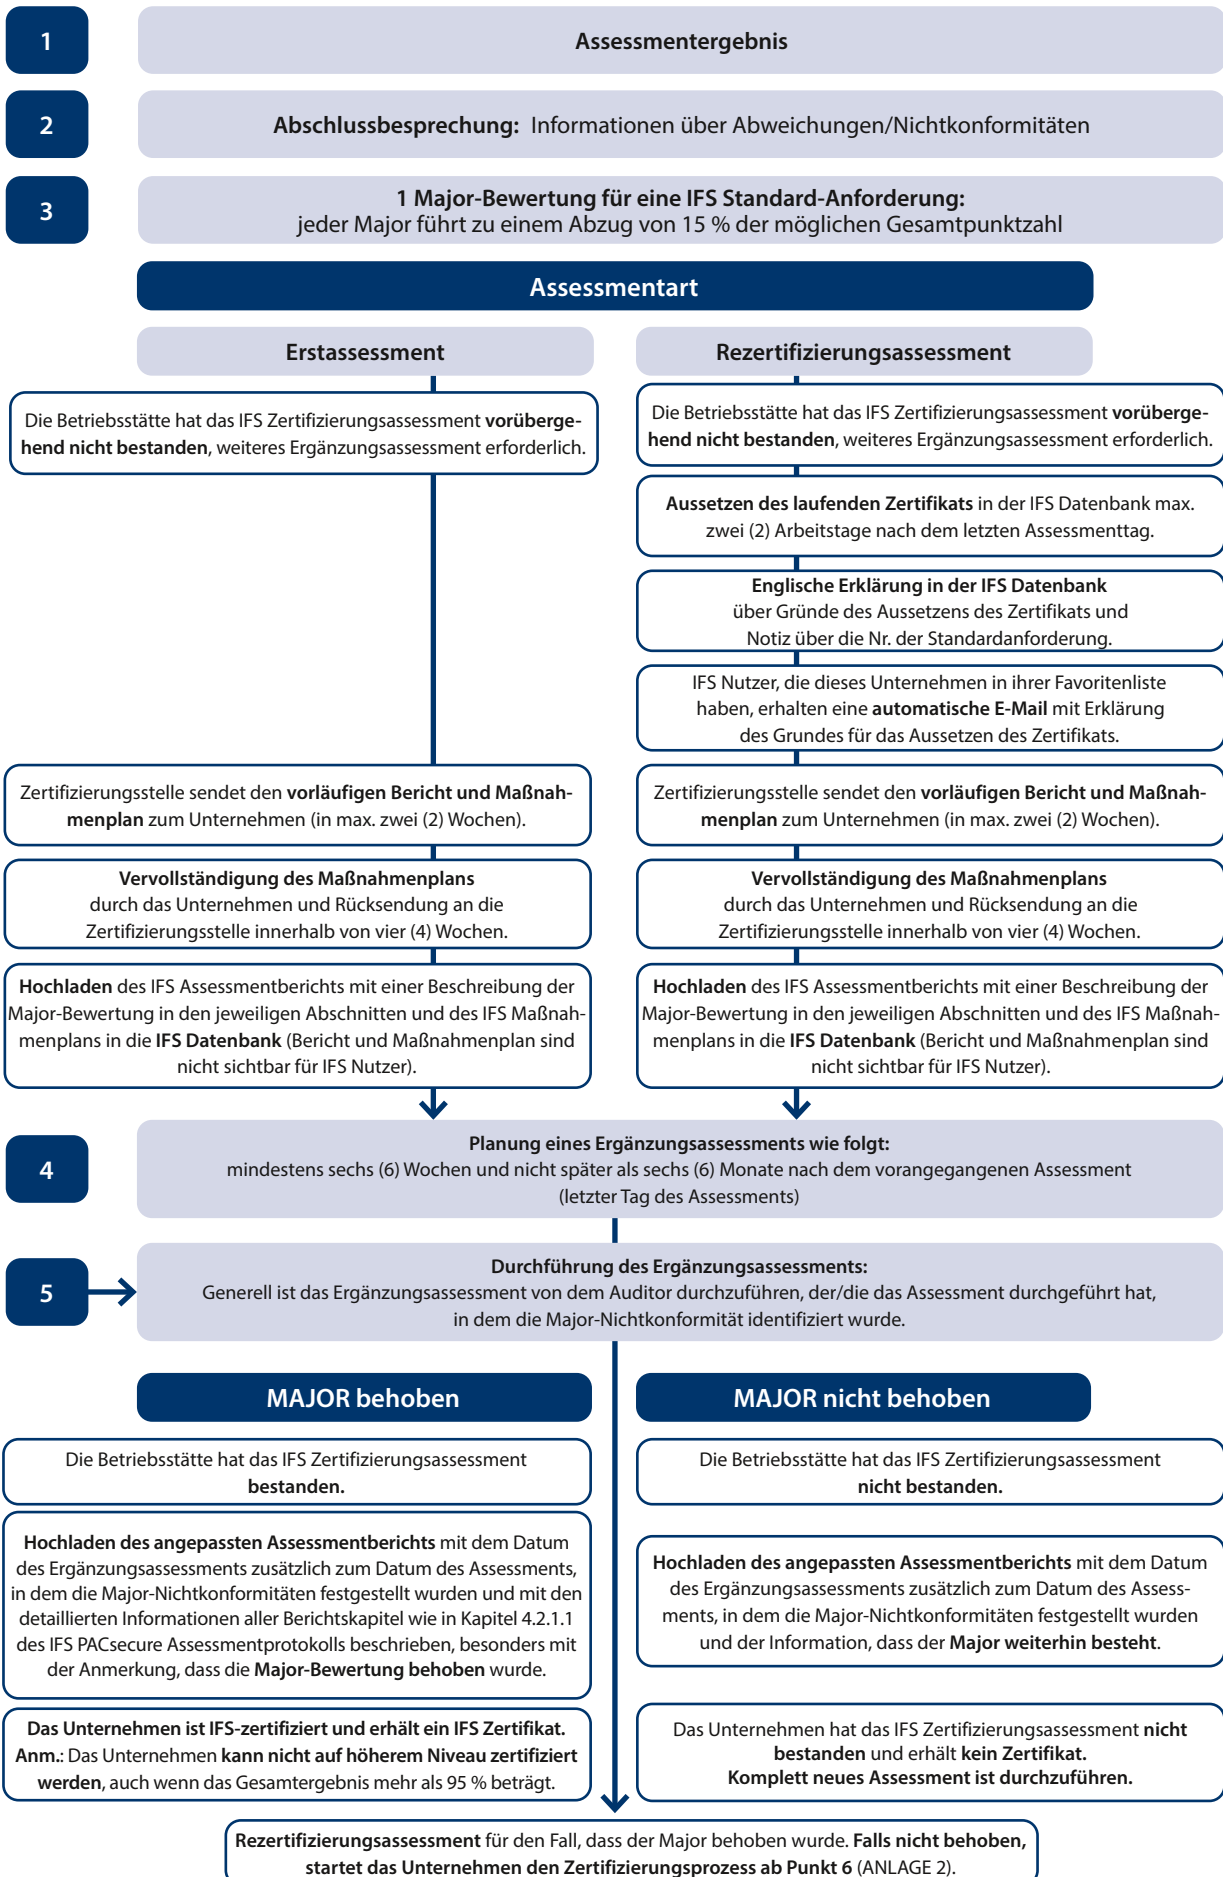 1
Assessmentergebnis
2
Abschlussbesprechung: Informationen über Abweichungen/Nichtkonformitäten
3
1 Major-Bewertung für eine IFS Standard-Anforderung:
jeder Major führt zu einem Abzug von 15 % der möglichen Gesamtpunktzahl
Assessmentart
Erstassessment
Die Betriebsstätte hat das IFS Zertifizierungsassessment vorüberge-
hend nicht bestanden, weiteres Ergänzungsassessment erforderlich.
Zertifizierungsstelle sendet den vorläufigen Bericht und Maßnah-
menplan zum Unternehmen (in max. zwei (2) Wochen).
Vervollständigung des Maßnahmenplans
durch das Unternehmen und Rücksendung an die
Zertifizierungsstelle innerhalb von vier (4) Wochen.
Hochladen des IFS Assessmentberichts mit einer Beschreibung der
Major-Bewertung in den jeweiligen Abschnitten und des IFS Maßnah-
menplans in die IFS Datenbank (Bericht und Maßnahmenplan sind
nicht sichtbar für IFS Nutzer).
Rezertifizierungsassessment
Die Betriebsstätte hat das IFS Zertifizierungsassessment vorüberge-
hend nicht bestanden, weiteres Ergänzungsassessment erforderlich.
Aussetzen des laufenden Zertifikats in der IFS Datenbank max.
zwei (2) Arbeitstage nach dem letzten Assessmenttag.
Englische Erklärung in der IFS Datenbank
über Gründe des Aussetzens des Zertifikats und
Notiz über die Nr. der Standardanforderung.
IFS Nutzer, die dieses Unternehmen in ihrer Favoritenliste
haben, erhalten eine automatische E-Mail mit Erklärung
des Grundes für das Aussetzen des Zertifikats.
Zertifizierungsstelle sendet den vorläufigen Bericht und Maßnah-
menplan zum Unternehmen (in max. zwei (2) Wochen).
Vervollständigung des Maßnahmenplans
durch das Unternehmen und Rücksendung an die
Zertifizierungsstelle innerhalb von vier (4) Wochen.
Hochladen des IFS Assessmentberichts mit einer Beschreibung der
Major-Bewertung in den jeweiligen Abschnitten und des IFS Maßnah-
menplans in die IFS Datenbank (Bericht und Maßnahmenplan sind
nicht sichtbar für IFS Nutzer).
4
Planung eines Ergänzungsassessments wie folgt:
mindestens sechs (6) Wochen und nicht später als sechs (6) Monate nach dem vorangegangenen Assessment
(letzter Tag des Assessments)
5
Durchführung des Ergänzungsassessments:
Generell ist das Ergänzungsassessment von dem Auditor durchzuführen, der/die das Assessment durchgeführt hat,
in dem die Major-Nichtkonformität identifiziert wurde.
MAJOR behoben
Die Betriebsstätte hat das IFS Zertifizierungsassessment
bestanden.
Hochladen des angepassten Assessmentberichts mit dem Datum
des Ergänzungsassessments zusätzlich zum Datum des Assessments,
in dem die Major-Nichtkonformitäten festgestellt wurden und mit den
detaillierten Informationen aller Berichtskapitel wie in Kapitel 4.2.1.1
des IFS PACsecure Assessmentprotokolls beschrieben, besonders mit
der Anmerkung, dass die Major-Bewertung behoben wurde.
Das Unternehmen ist IFS-zertifiziert und erhält ein IFS Zertifikat.
Anm.: Das Unternehmen kann nicht auf höherem Niveau zertifiziert
werden, auch wenn das Gesamtergebnis mehr als 95 % beträgt.
MAJOR nicht behoben
Die Betriebsstätte hat das IFS Zertifizierungsassessment
nicht bestanden.
Hochladen des angepassten Assessmentberichts mit dem Datum
des Ergänzungsassessments zusätzlich zum Datum des Assess-
ments, in dem die Major-Nichtkonformitäten festgestellt wurden
und der Information, dass der Major weiterhin besteht.
Das Unternehmen hat das IFS Zertifizierungsassessment nicht
bestanden und erhält kein Zertifikat.
Komplett neues Assessment ist durchzuführen.
Rezertifizierungsassessment für den Fall, dass der Major behoben wurde. Falls nicht behoben,
startet das Unternehmen den Zertifizierungsprozess ab Punkt 6 (ANLAGE 2).